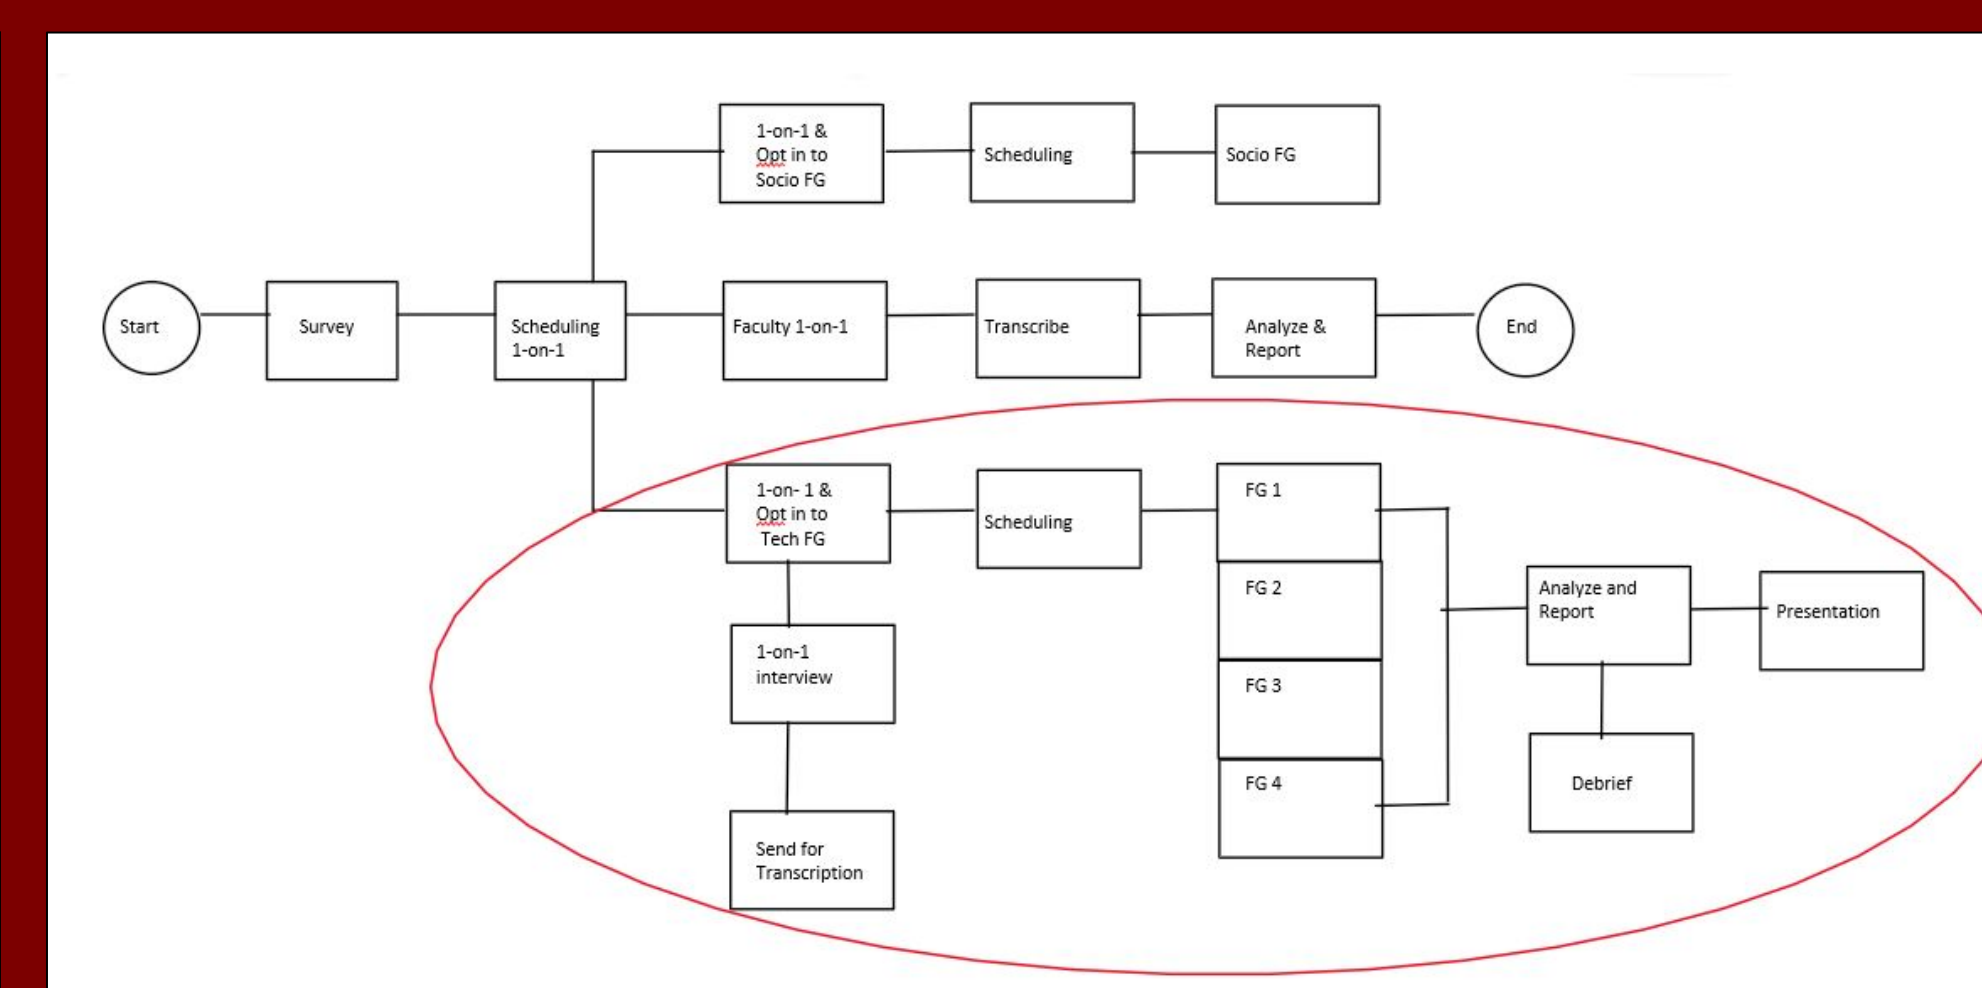 1-on-1 &
Opt in to
Socio FG
Scheduling
Socio FG
Start
Survey
Scheduling
1-on-1
Faculty 1-on-1
Transcribe
Analyze &
Report
End
1-on- 1 &
Opt in to
Tech FG
Scheduling
FG 1
FG 2
FG 3
FG 4
1-on-1
interview
Send for
Transcription
Analyze and
Report
Presentation
Debrief